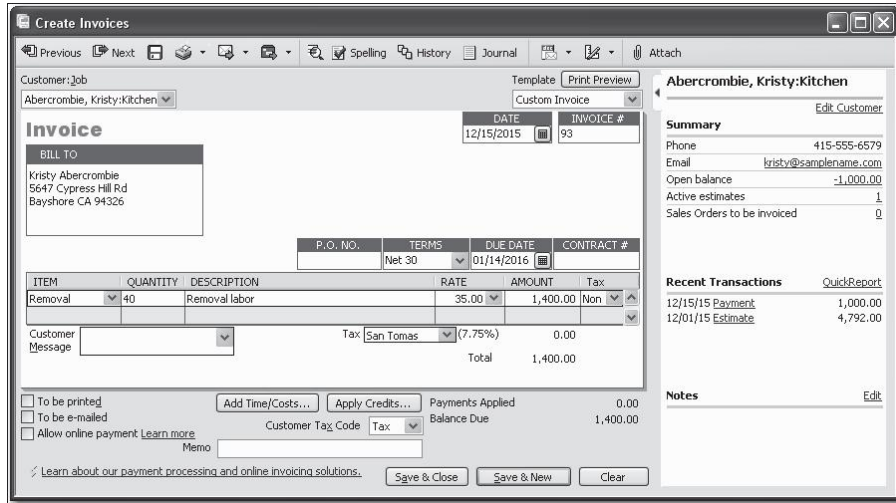 Create Invoices
Previous Next Spelling History Journal Attach
Customer:Job
Abercrombie, Kristy:Kitchen
Template Print Preview
Custom Invoice
Invoice
DATE INVOICE #
12/15/2015 93
BILL TO
Kristy Abercrombie
5647 Cypress Hill Rd
Bayshore CA 94326
P.O. NO. TERMS DUE DATE CONTRACT #
Net 30 01/14/2016
ITEM QUANTITY DESCRIPTION RATE AMOUNT Tax
Removal 40 Removal labor 35.00 1,400.00 Non
Customer Message
Tax San Tomas (7.75%) 0.00
Total 1,400.00
To be printed
To be e-mailed
Allow online payment Learn more
Add Time/Costs... Apply Credits...
Payments Applied 0.00
Customer Tax Code Tax
Balance Due 1,400.00
Memo
Learn about our payment processing and online invoicing solutions.
Save & Close Save & New Clear
Abercrombie, Kristy:Kitchen
Edit Customer
Summary
Phone 415-555-6579
Email kristy@samplename.com
Open balance -1,000.00
Active estimates 1
Sales Orders to be invoiced 0
Recent Transactions QuickReport
12/15/15 Payment 1,000.00
12/01/15 Estimate 4,792.00
Notes Edit